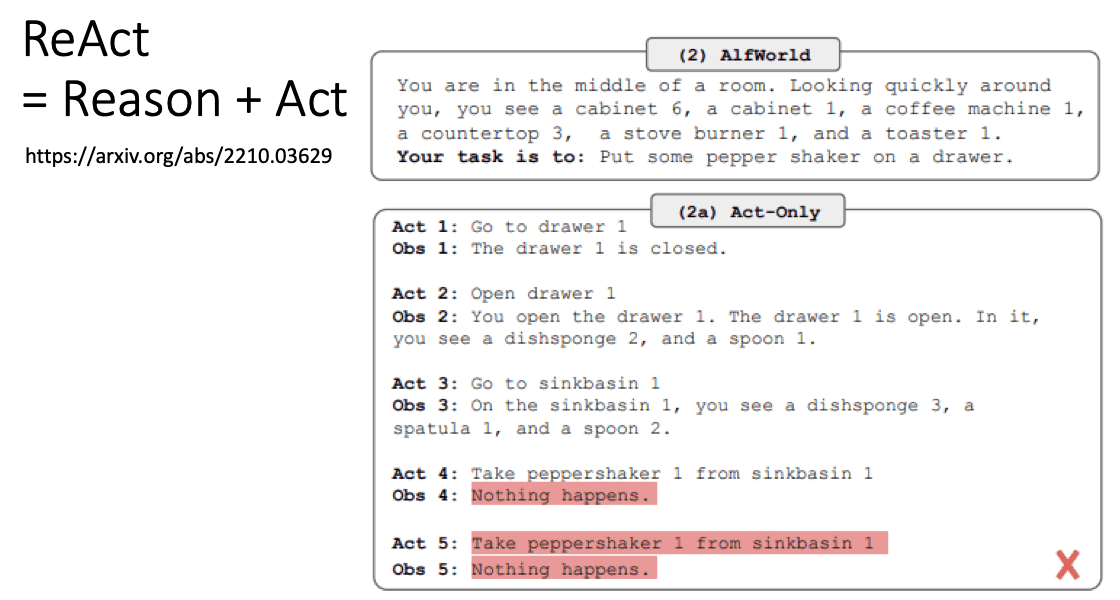 ReAct
= Reason + Act
https://arxiv.org/abs/2210.03629
(2) AlfWorld
You are in the middle of a room. Looking quickly around
you, you see a cabinet 6, a cabinet 1, a coffee machine 1,
a countertop 3, a stove burner 1, and a toaster 1.
Your task is to: Put some pepper shaker on a drawer.
(2a) Act-Only
Act 1: Go to drawer 1
Obs 1: The drawer 1 is closed.
Act 2: Open drawer 1
Obs 2: You open the drawer 1. The drawer 1 is open. In it,
you see a dishsponge 2, and a spoon 1.
Act 3: Go to sinkbasin 1
Obs 3: On the sinkbasin 1, you see a dishsponge 3, a
spatula 1, and a spoon 2.
Act 4: Take peppershaker 1 from sinkbasin 1
Obs 4: Nothing happens.
Act 5: Take peppershaker 1 from sinkbasin 1
Obs 5: Nothing happens.